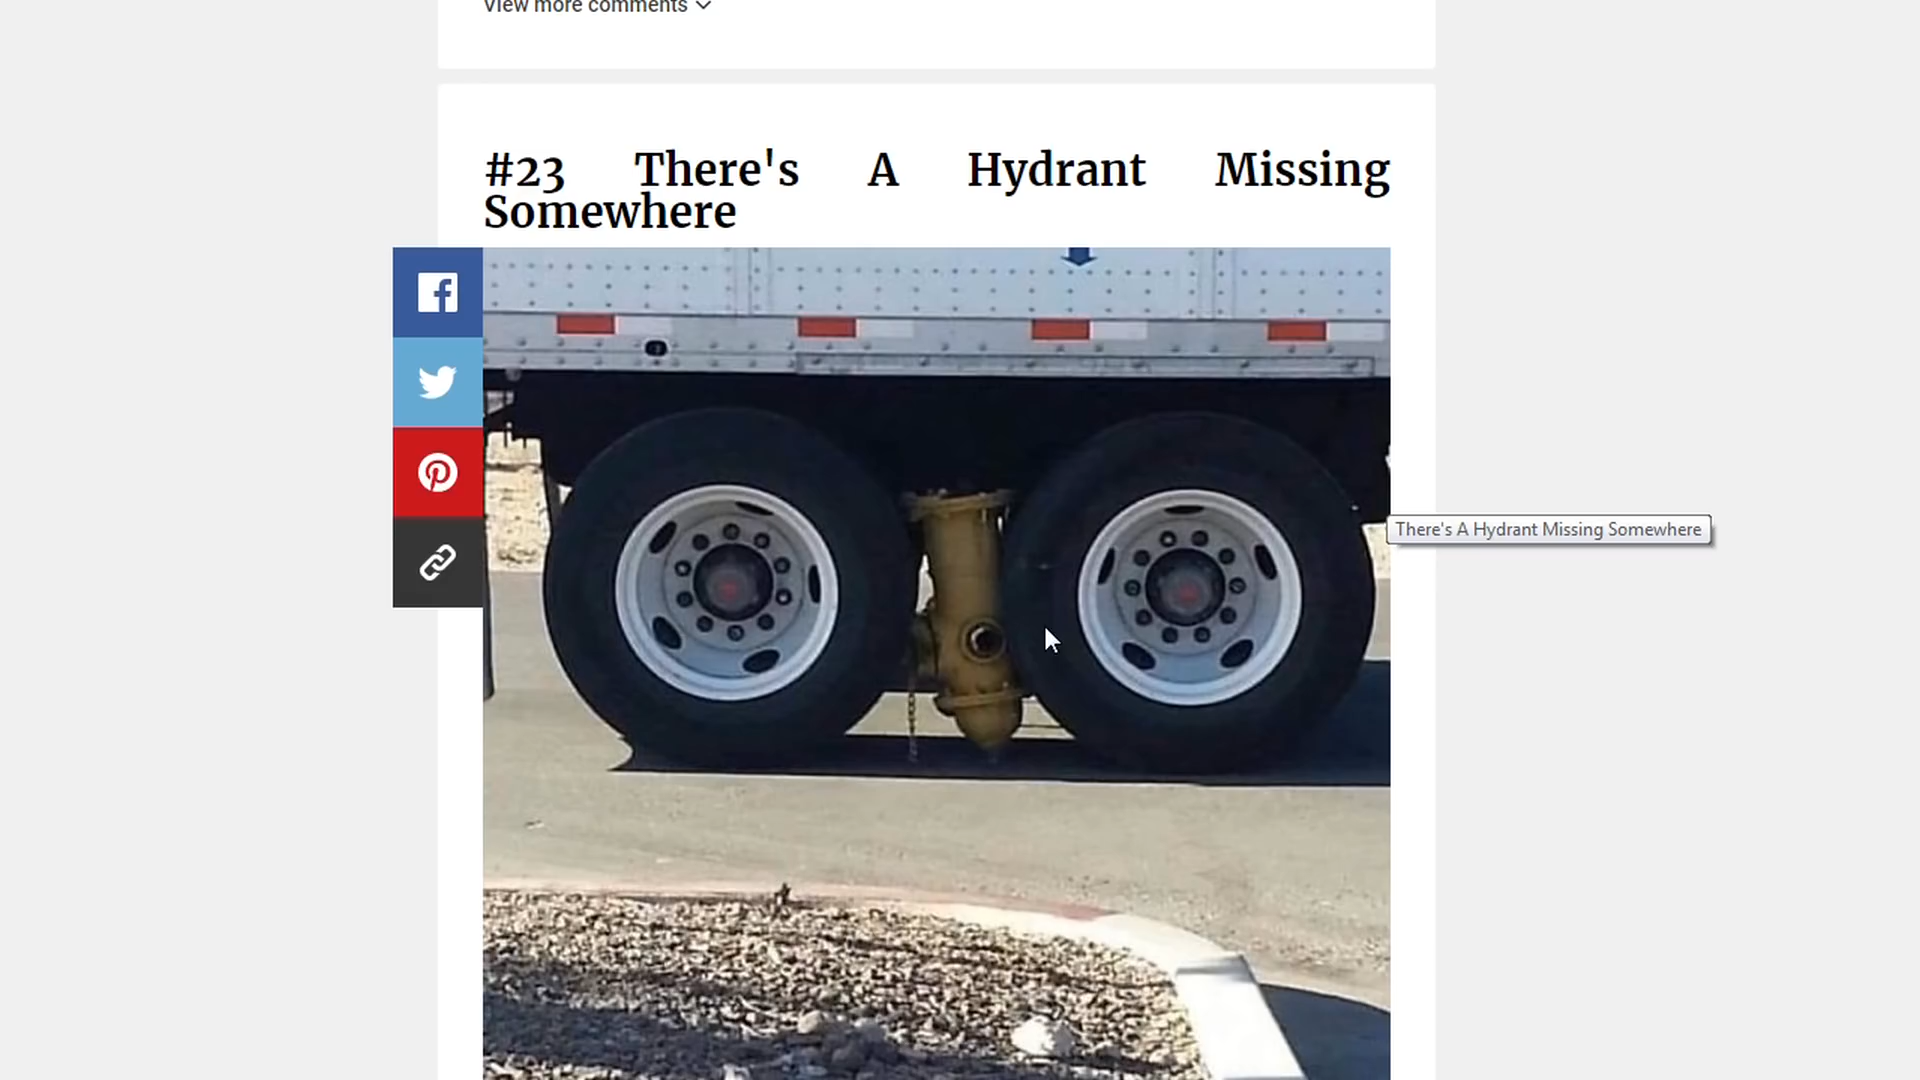 View more comments
#23 There's A Hydrant Missing
Somewhere
There's A Hydrant Missing Somewhere